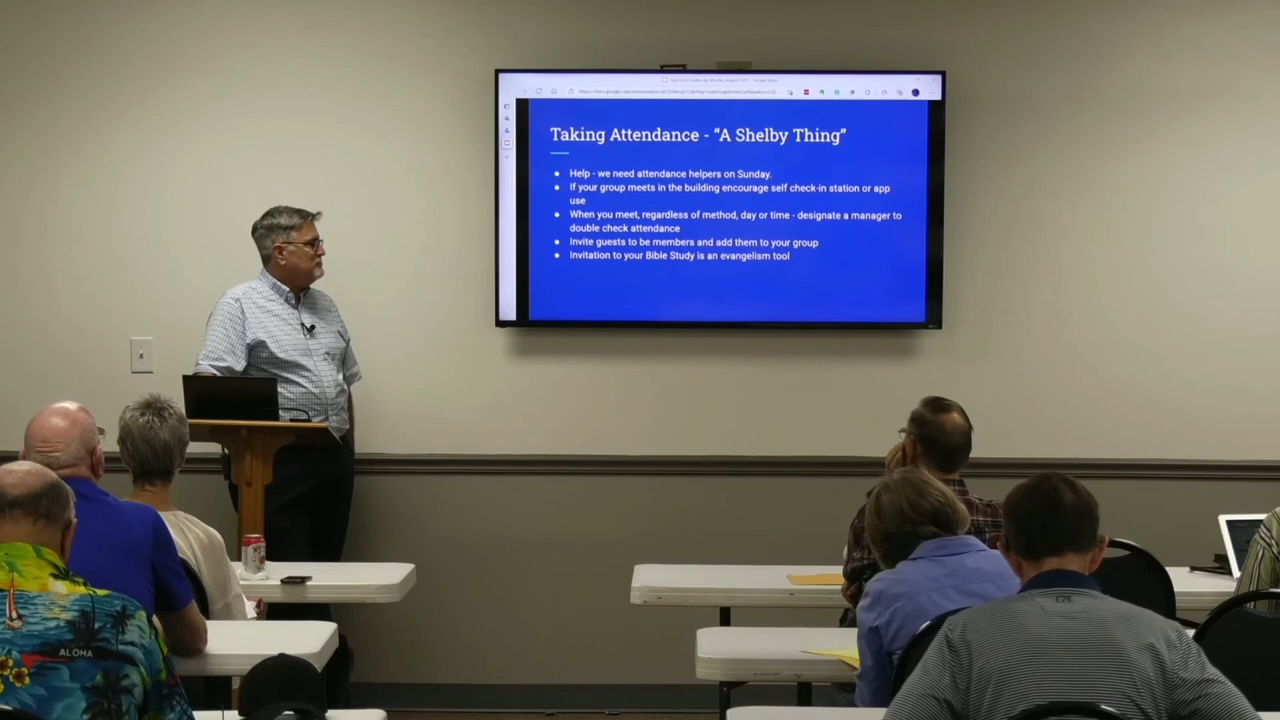 Taking Attendance - “A Shelby Thing”
● Help - we need attendance helpers on Sunday.
● If your group meets in the building encourage self check-in station or app
use
● When you meet, regardless of method, day or time - designate a manager to
double check attendance
● Invite guests to be members and add them to your group
● Invitation to your Bible Study is an evangelism tool
ALOHA